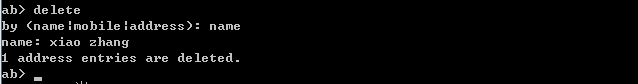 ab> delete
by (name|mobile|address): name
name: xiao zhang
1 address entries are deleted.
ab>